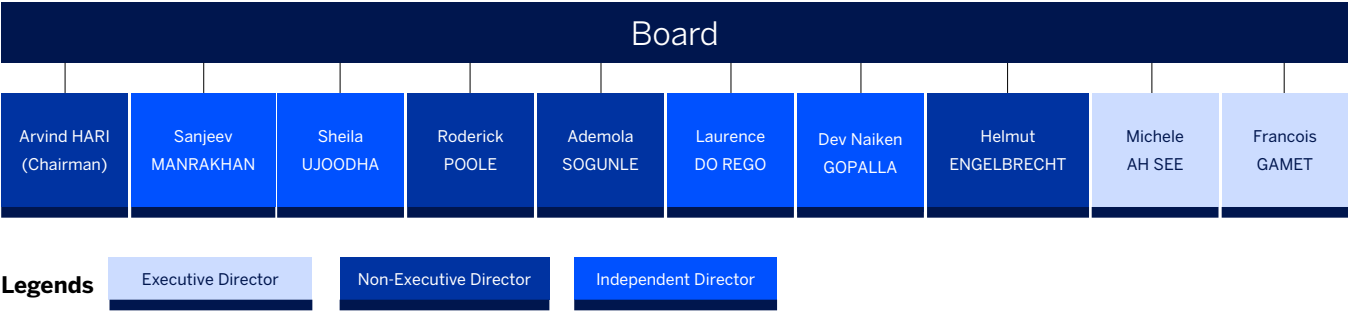 Board
Arvind HARI
(Chairman)
Sanjeev
MANRAKHAN
Sheila
UJOODHA
Roderick
POOLE
Ademola
SOGUNLE
Laurence
DO REGO
Dev Naiken
GOPALLA
Helmut
ENGELBRECHT
Michele
AH SEE
Francois
GAMET
Legends
Executive Director
Non-Executive Director
Independent Director